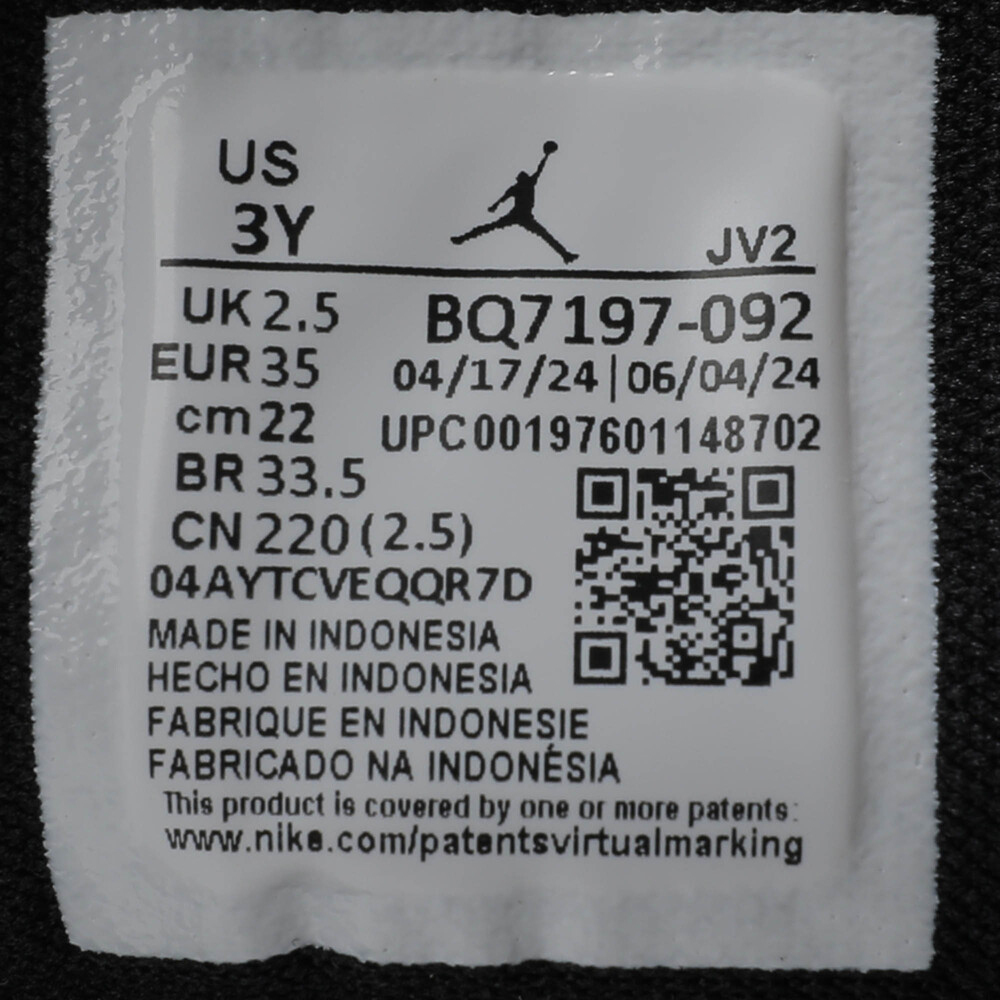 US
3Y
JV2
UK 2.5
BQ7197-092
EUR 35
04/17/24|06/04/24
cm 22
UPC00197601148702
BR 33.5
CN 220 (2.5)
04AYTCVEQQR7D
MADE IN INDONESIA
HECHO EN INDONESIA
FABRIQUE EN INDONESIE
FABRICADO NA INDONÉSIA
This product is covered by one or more patents:
www.nike.com/patentsvirtualmarking